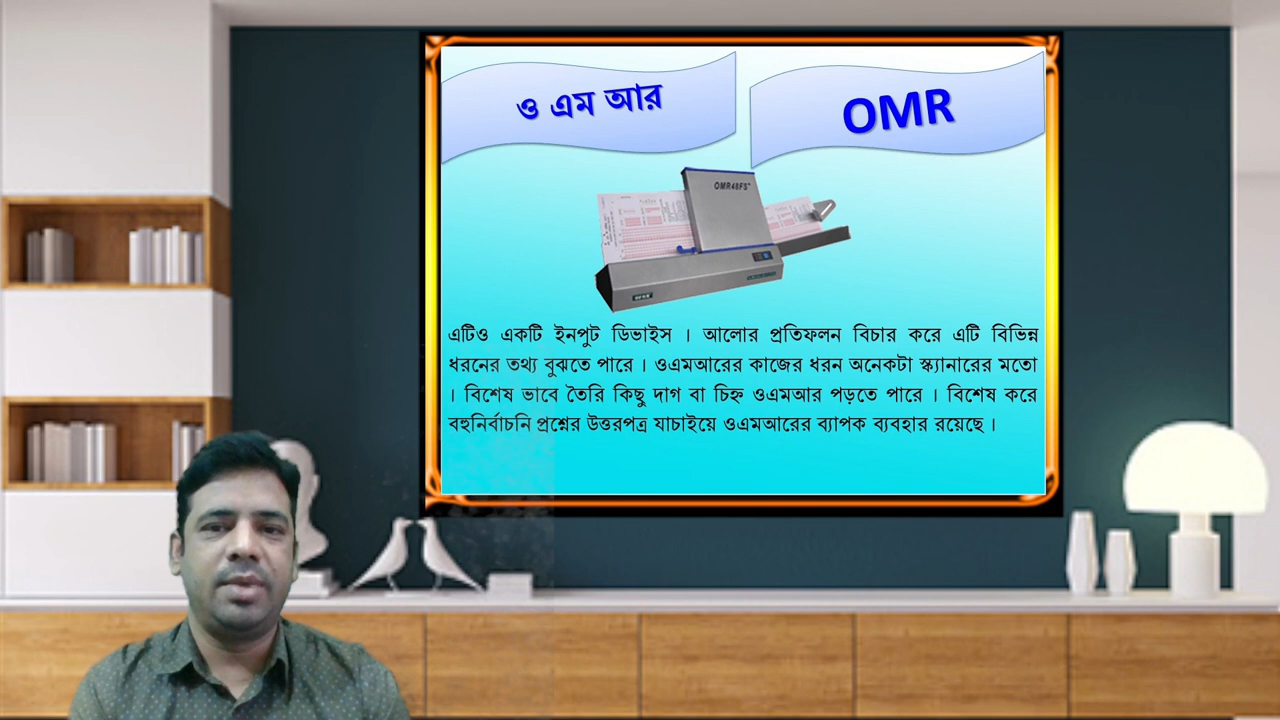 ও এম আর
OMR
OMR48FS
এটিও একটি ইনপুট ডিভাইস । আলোর প্রতিফলন বিচার করে এটি বিভিন্ন
ধরনের তথ্য বুঝতে পারে । ওএমআরের কাজের ধরন অনেকটা স্ক্যানারের মতো
। বিশেষ ভাবে তৈরি কিছু দাগ বা চিহ্ন ওএমআর পড়তে পারে । বিশেষ করে
বহুনির্বাচনি প্রশ্নের উত্তরপত্র যাচাইয়ে ওএমআরের ব্যাপক ব্যবহার রয়েছে ।